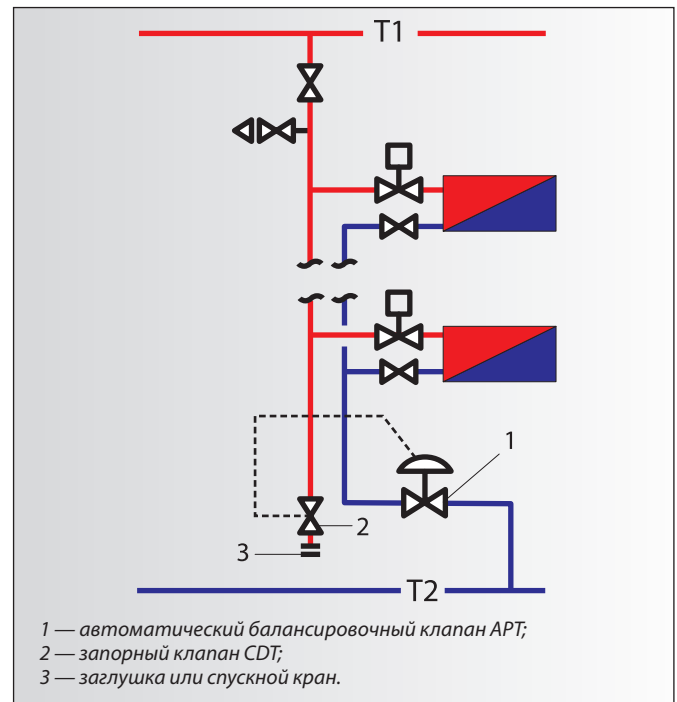 T1
1
2
3
T2
1 — автоматический балансировочный клапан APT;
2 — запорный клапан CDT;
3 — заглушка или спускной кран.